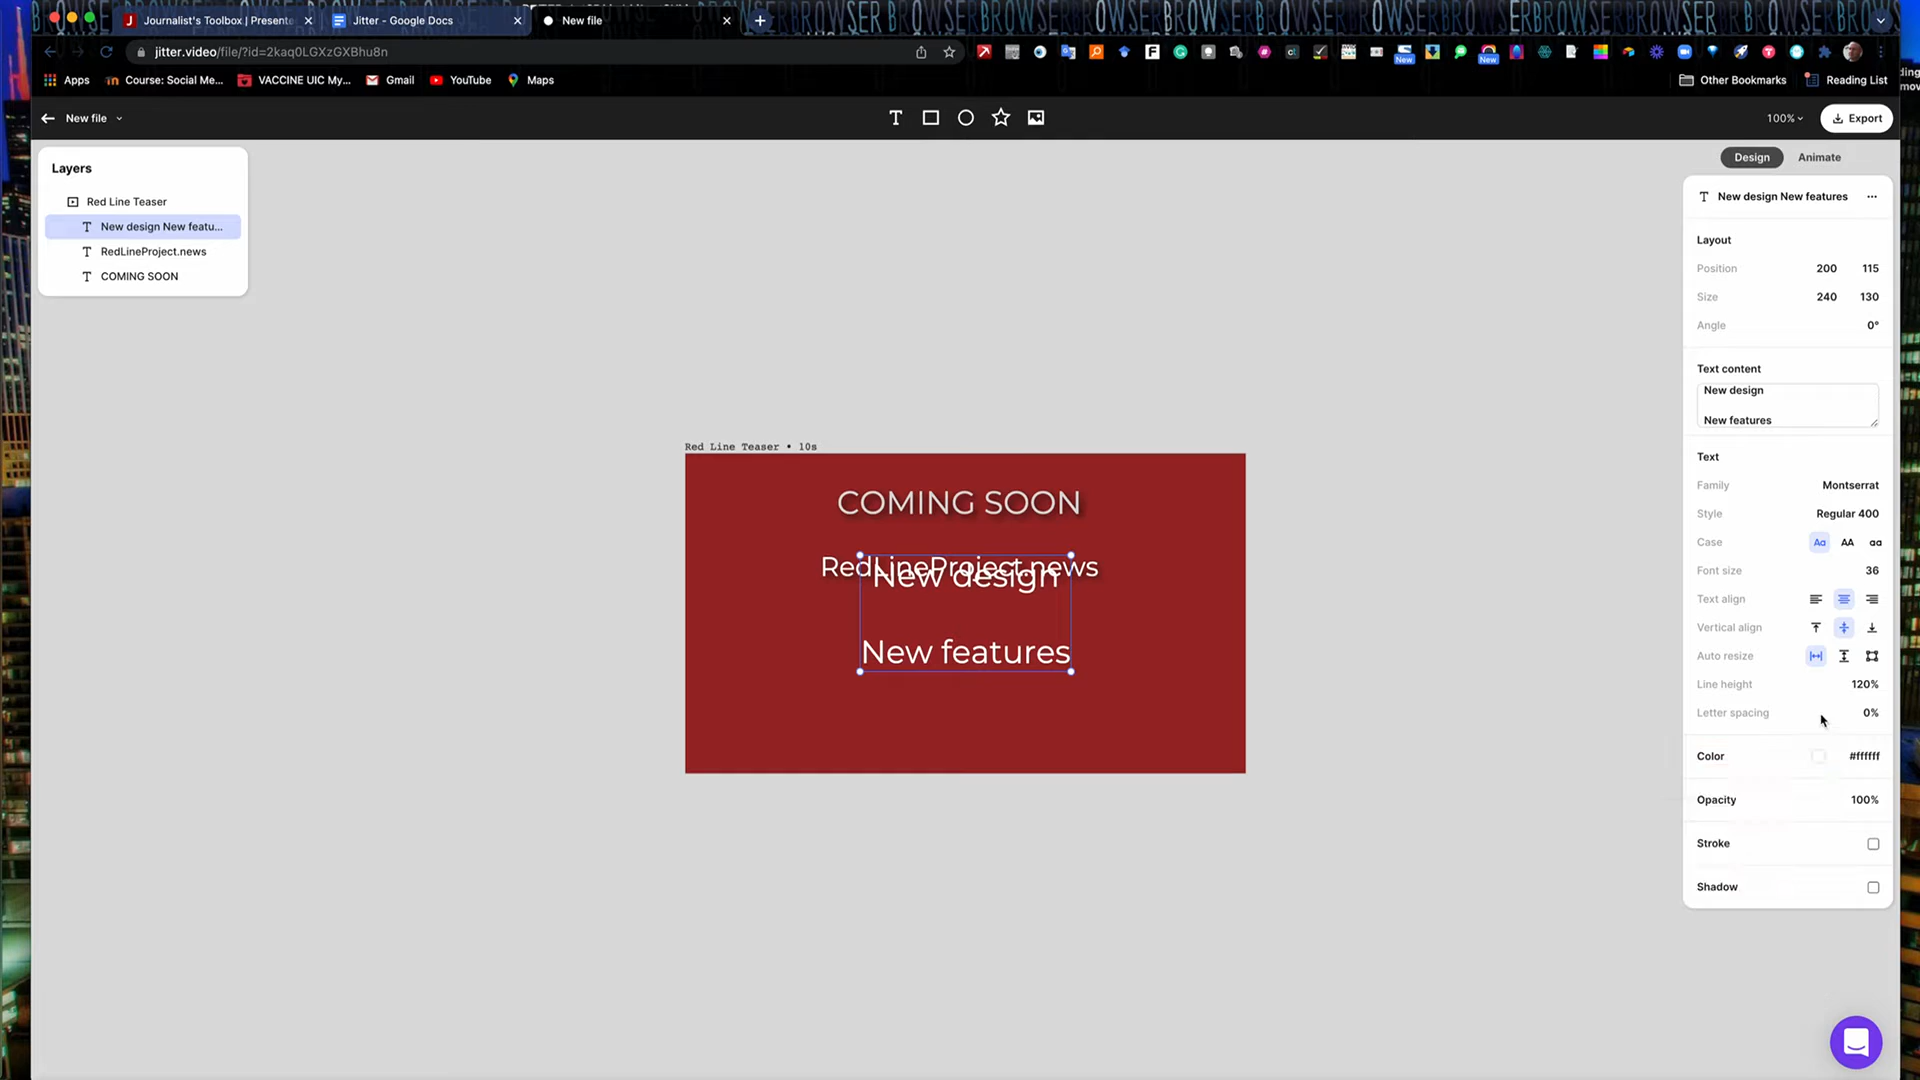 Journalist's Toolbox | Presente
Jitter - Google Docs
New file
jitter.video/file/?id=2kaq0LGXzGXBhu8n
New
New
Apps
Course: Social Me...
VACCINE UIC My...
Gmail
YouTube
Maps
Other Bookmarks
Reading List
New file
100%
Export
Layers
Red Line Teaser
New design New featu...
RedLineProject.news
COMING SOON
Design
Animate
New design New features
Layout
Position 200 115
Size 240 130
Angle 0°
Text content
New design
New features
Text
Family Montserrat
Style Regular 400
Case Aa AA aa
Font size 36
Text align
Vertical align
Auto resize
Line height 120%
Letter spacing 0%
Color #ffffff
Opacity 100%
Stroke
Shadow
Red Line Teaser • 10s
COMING SOON
RedLineProject.news
New design
New features